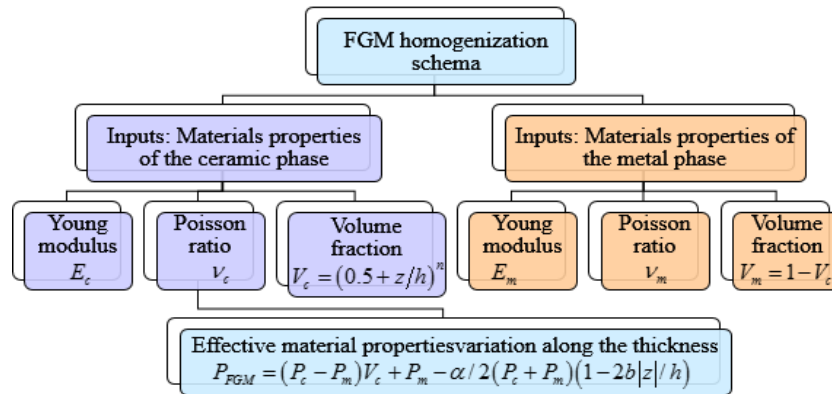 FGM homogenization
schema
Inputs: Materials properties
of the ceramic phase
Inputs: Materials properties of
the metal phase
Young
modulus
E_c
Poisson
ratio
ν_c
Volume
fraction
V_c = (0.5 + z/h)^n
Young
modulus
E_m
Poisson
ratio
ν_m
Volume
fraction
V_m = 1 − V_c
Effective material propertiesvariation along the thickness
P_FGM = (P_c − P_m)V_c + P_m − α/2(P_c + P_m)(1 − 2b|z|/h)